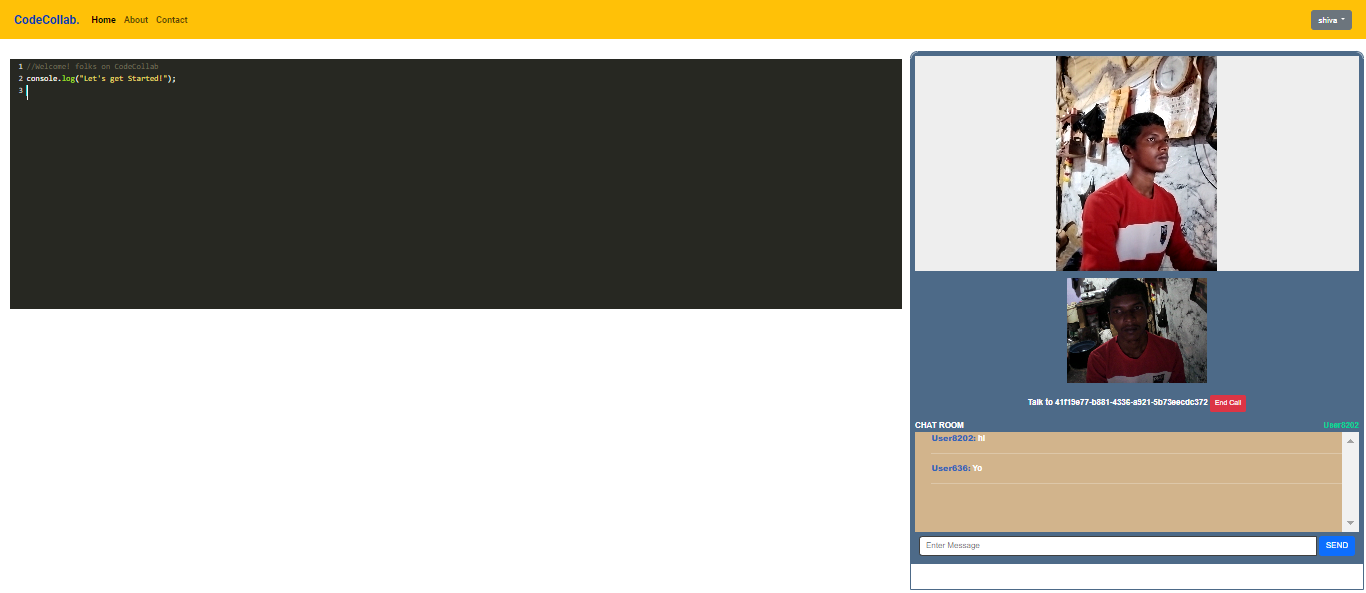 CodeCollab. Home About Contact shiva
1 //Welcome! folks on CodeCollab
2 console.log("Let's get Started!");
3
Talk to 41f19e77-b881-4336-a921-5b73eecdc372 End Call
CHAT ROOM User8202
User8202: hi
User636: Yo
Enter Message SEND